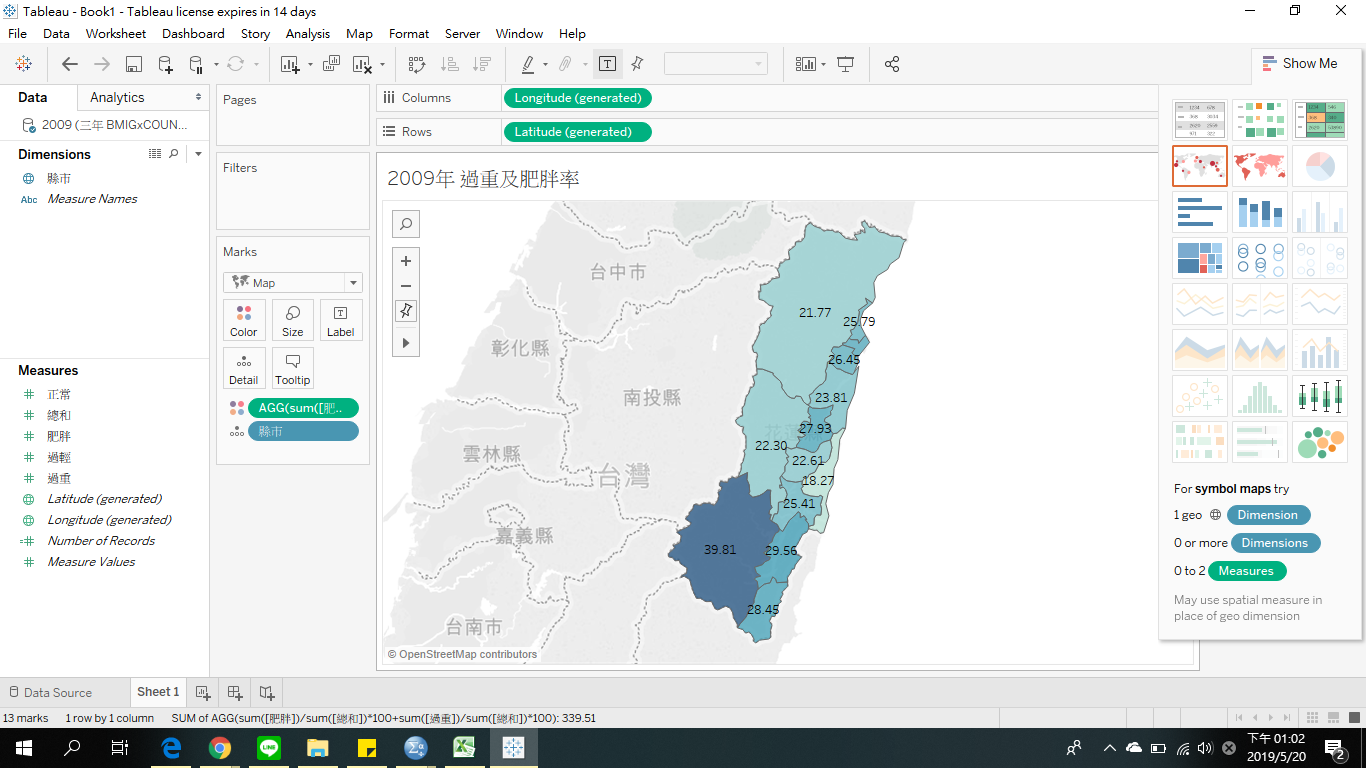 Tableau - Book1 - Tableau license expires in 14 days
File Data Worksheet Dashboard Story Analysis Map Format Server Window Help
Show Me
Data Analytics
2009 (三年 BMIGxCOUN...
Dimensions
縣市
Abc Measure Names
Measures
正常
總和
肥胖
過輕
過重
Latitude (generated)
Longitude (generated)
Number of Records
Measure Values
Pages
Filters
Marks
Map
Color Size Label
Detail Tooltip
AGG(sum([肥..
縣市
Columns Longitude (generated)
Rows Latitude (generated)
2009年 過重及肥胖率
台中市
21.77
25.79
彰化縣
26.45
南投縣
23.81
27.93
雲林縣
22.30
22.61
台灣
18.27
25.41
嘉義縣
39.81
29.56
28.45
台南市
© OpenStreetMap contributors
For symbol maps try
1 geo Dimension
0 or more Dimensions
0 to 2 Measures
May use spatial measure in
place of geo dimension
Data Source Sheet 1
13 marks 1 row by 1 column SUM of AGG(sum([肥胖])/sum([總和])*100+sum([過重])/sum([總和])*100): 339.51
下午 01:02
2019/5/20
2